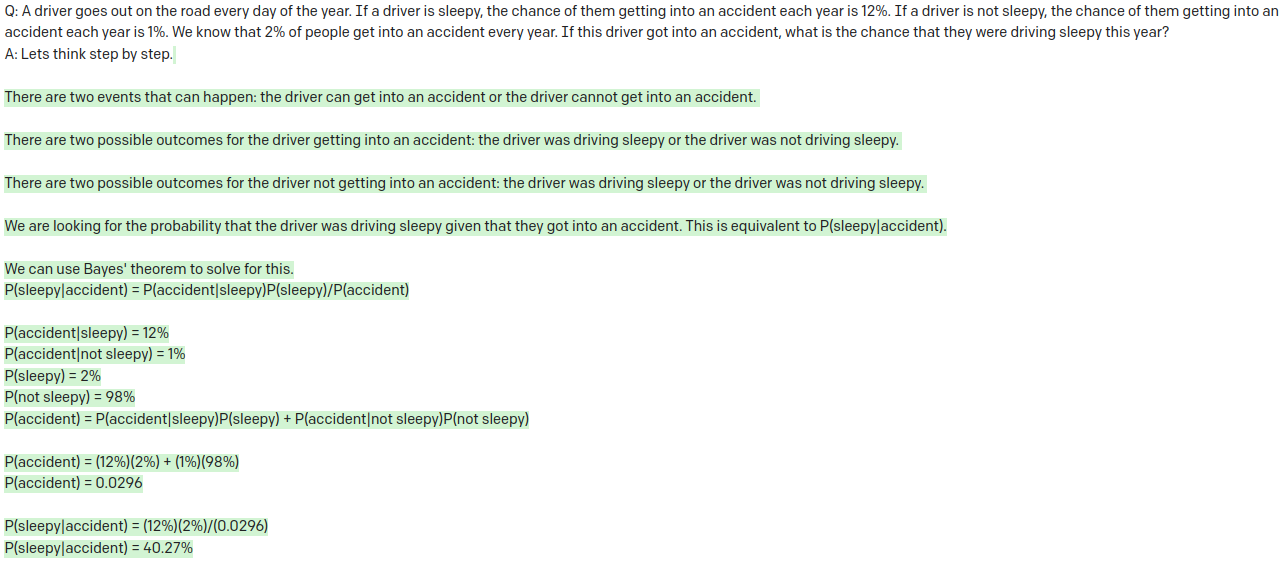 Q: A driver goes out on the road every day of the year. If a driver is sleepy, the chance of them getting into an accident each year is 12%. If a driver is not sleepy, the chance of them getting into an
accident each year is 1%. We know that 2% of people get into an accident every year. If this driver got into an accident, what is the chance that they were driving sleepy this year?
A: Lets think step by step.
There are two events that can happen: the driver can get into an accident or the driver cannot get into an accident.
There are two possible outcomes for the driver getting into an accident: the driver was driving sleepy or the driver was not driving sleepy.
There are two possible outcomes for the driver not getting into an accident: the driver was driving sleepy or the driver was not driving sleepy.
We are looking for the probability that the driver was driving sleepy given that they got into an accident. This is equivalent to P(sleepy|accident).
We can use Bayes' theorem to solve for this.
P(sleepy|accident) = P(accident|sleepy)P(sleepy)/P(accident)
P(accident|sleepy) = 12%
P(accident|not sleepy) = 1%
P(sleepy) = 2%
P(not sleepy) = 98%
P(accident) = P(accident|sleepy)P(sleepy) + P(accident|not sleepy)P(not sleepy)
P(accident) = (12%)(2%) + (1%)(98%)
P(accident) = 0.0296
P(sleepy|accident) = (12%)(2%)/(0.0296)
P(sleepy|accident) = 40.27%